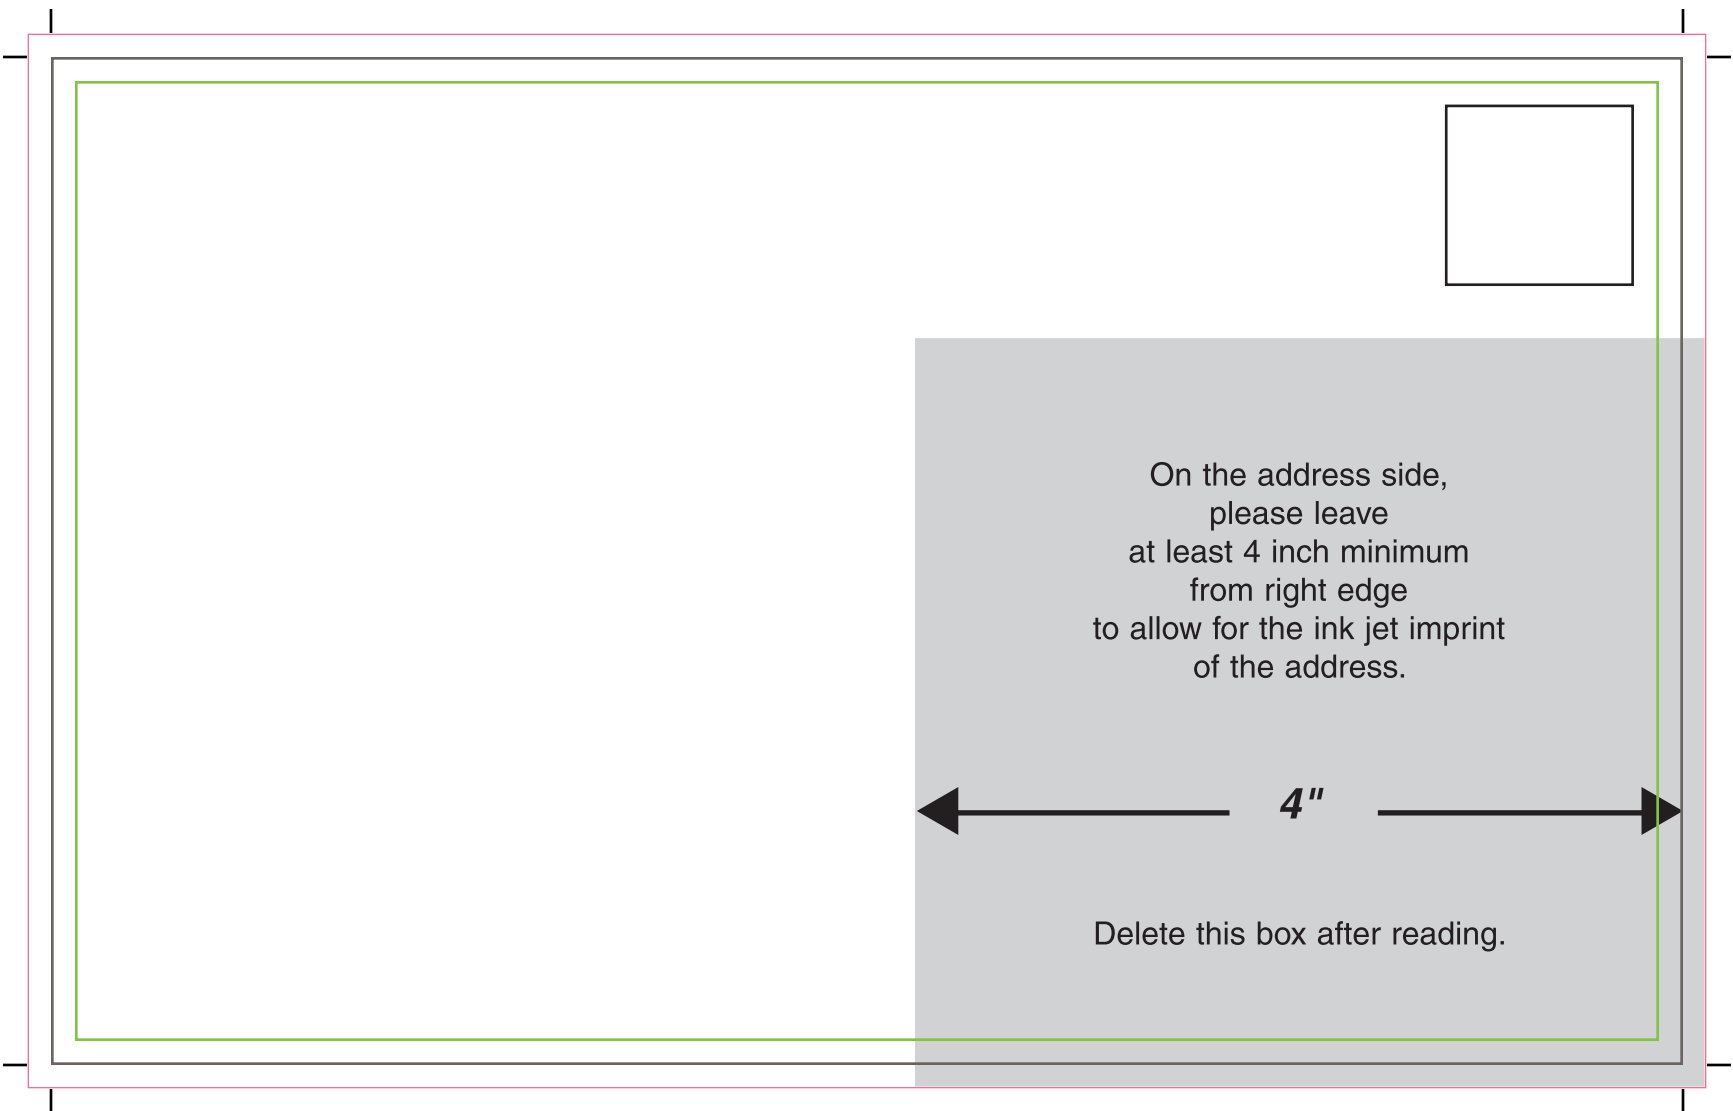 On the address side,
please leave
at least 4 inch minimum
from right edge
to allow for the ink jet imprint
of the address.
4"
Delete this box after reading.